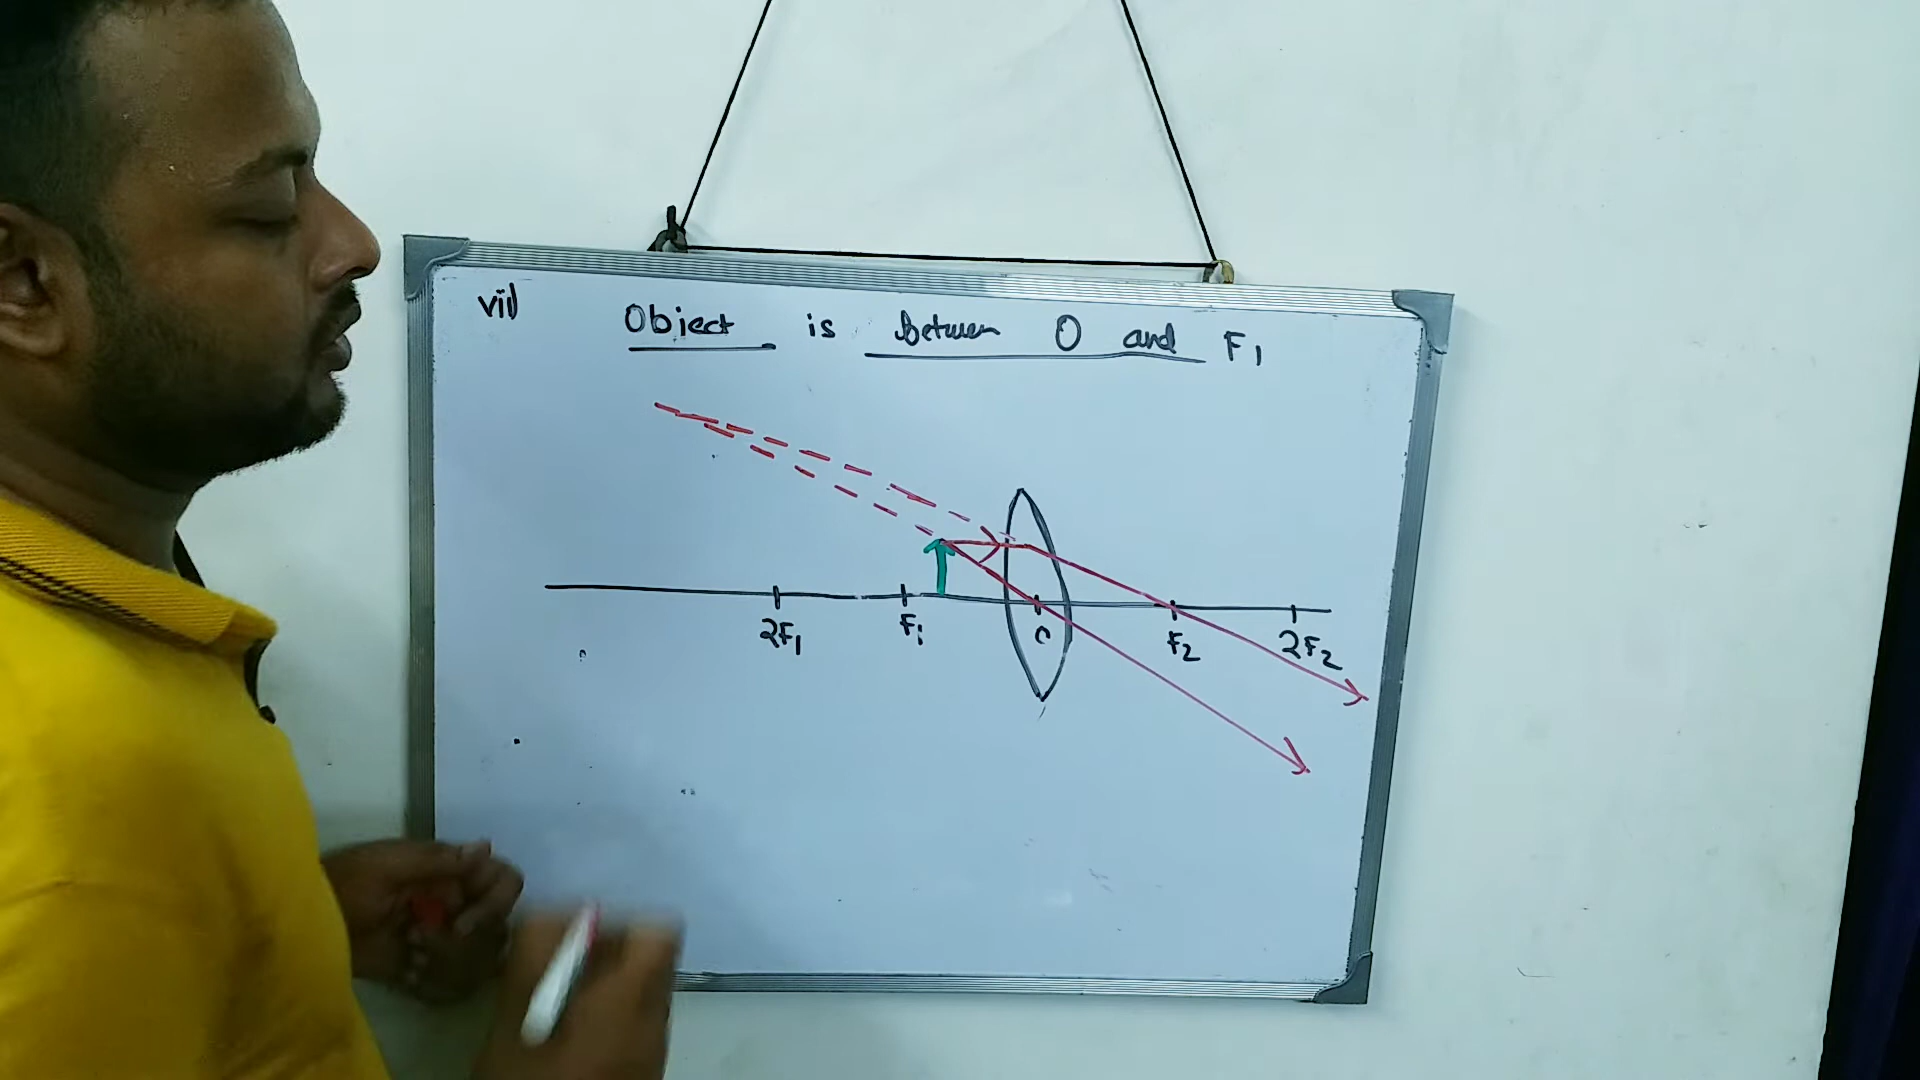 vii) Object is Between O and F1
2F1 F1 O F2 2F2